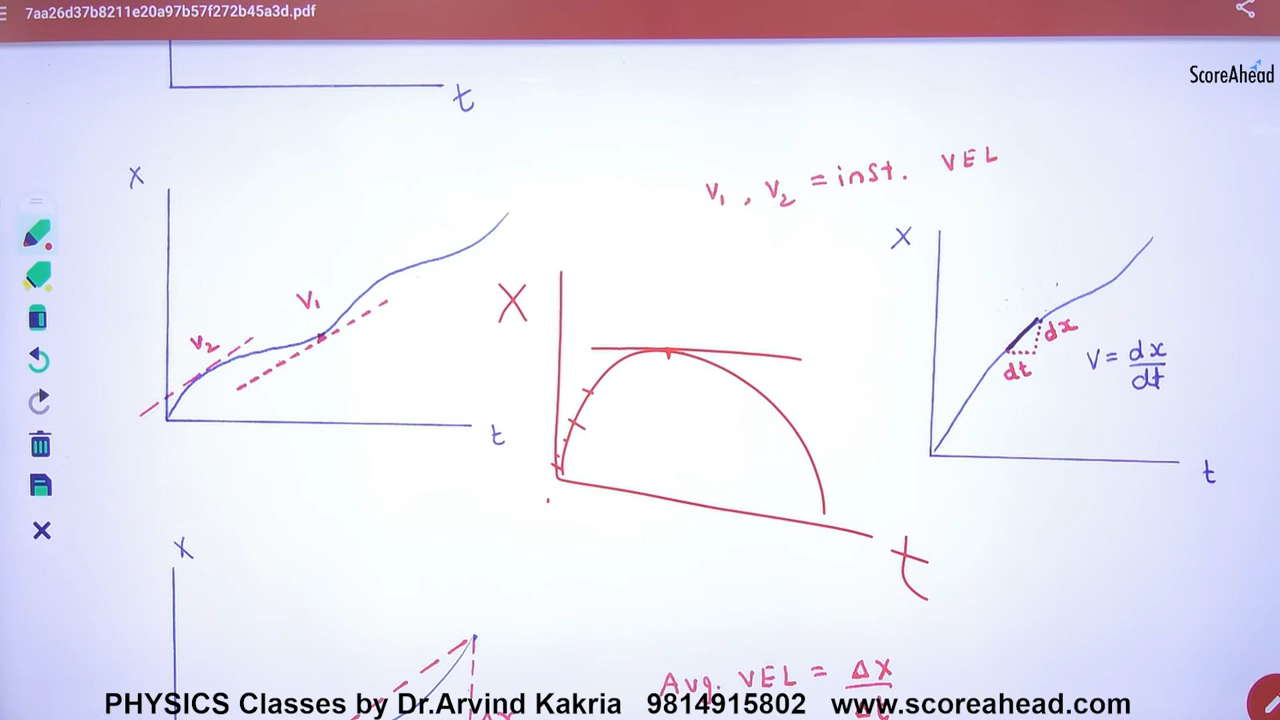 7aa26d37b8211e20a97b57f272b45a3d.pdf
ScoreAhead
t
X
V₁, V₂ = inst. VEL
X
V₁
X
V₂
dx
dt
V = dx/dt
t
t
t
X
Avg. VEL = ΔX
PHYSICS Classes by Dr.Arvind Kakria 9814915802 www.scoreahead.com